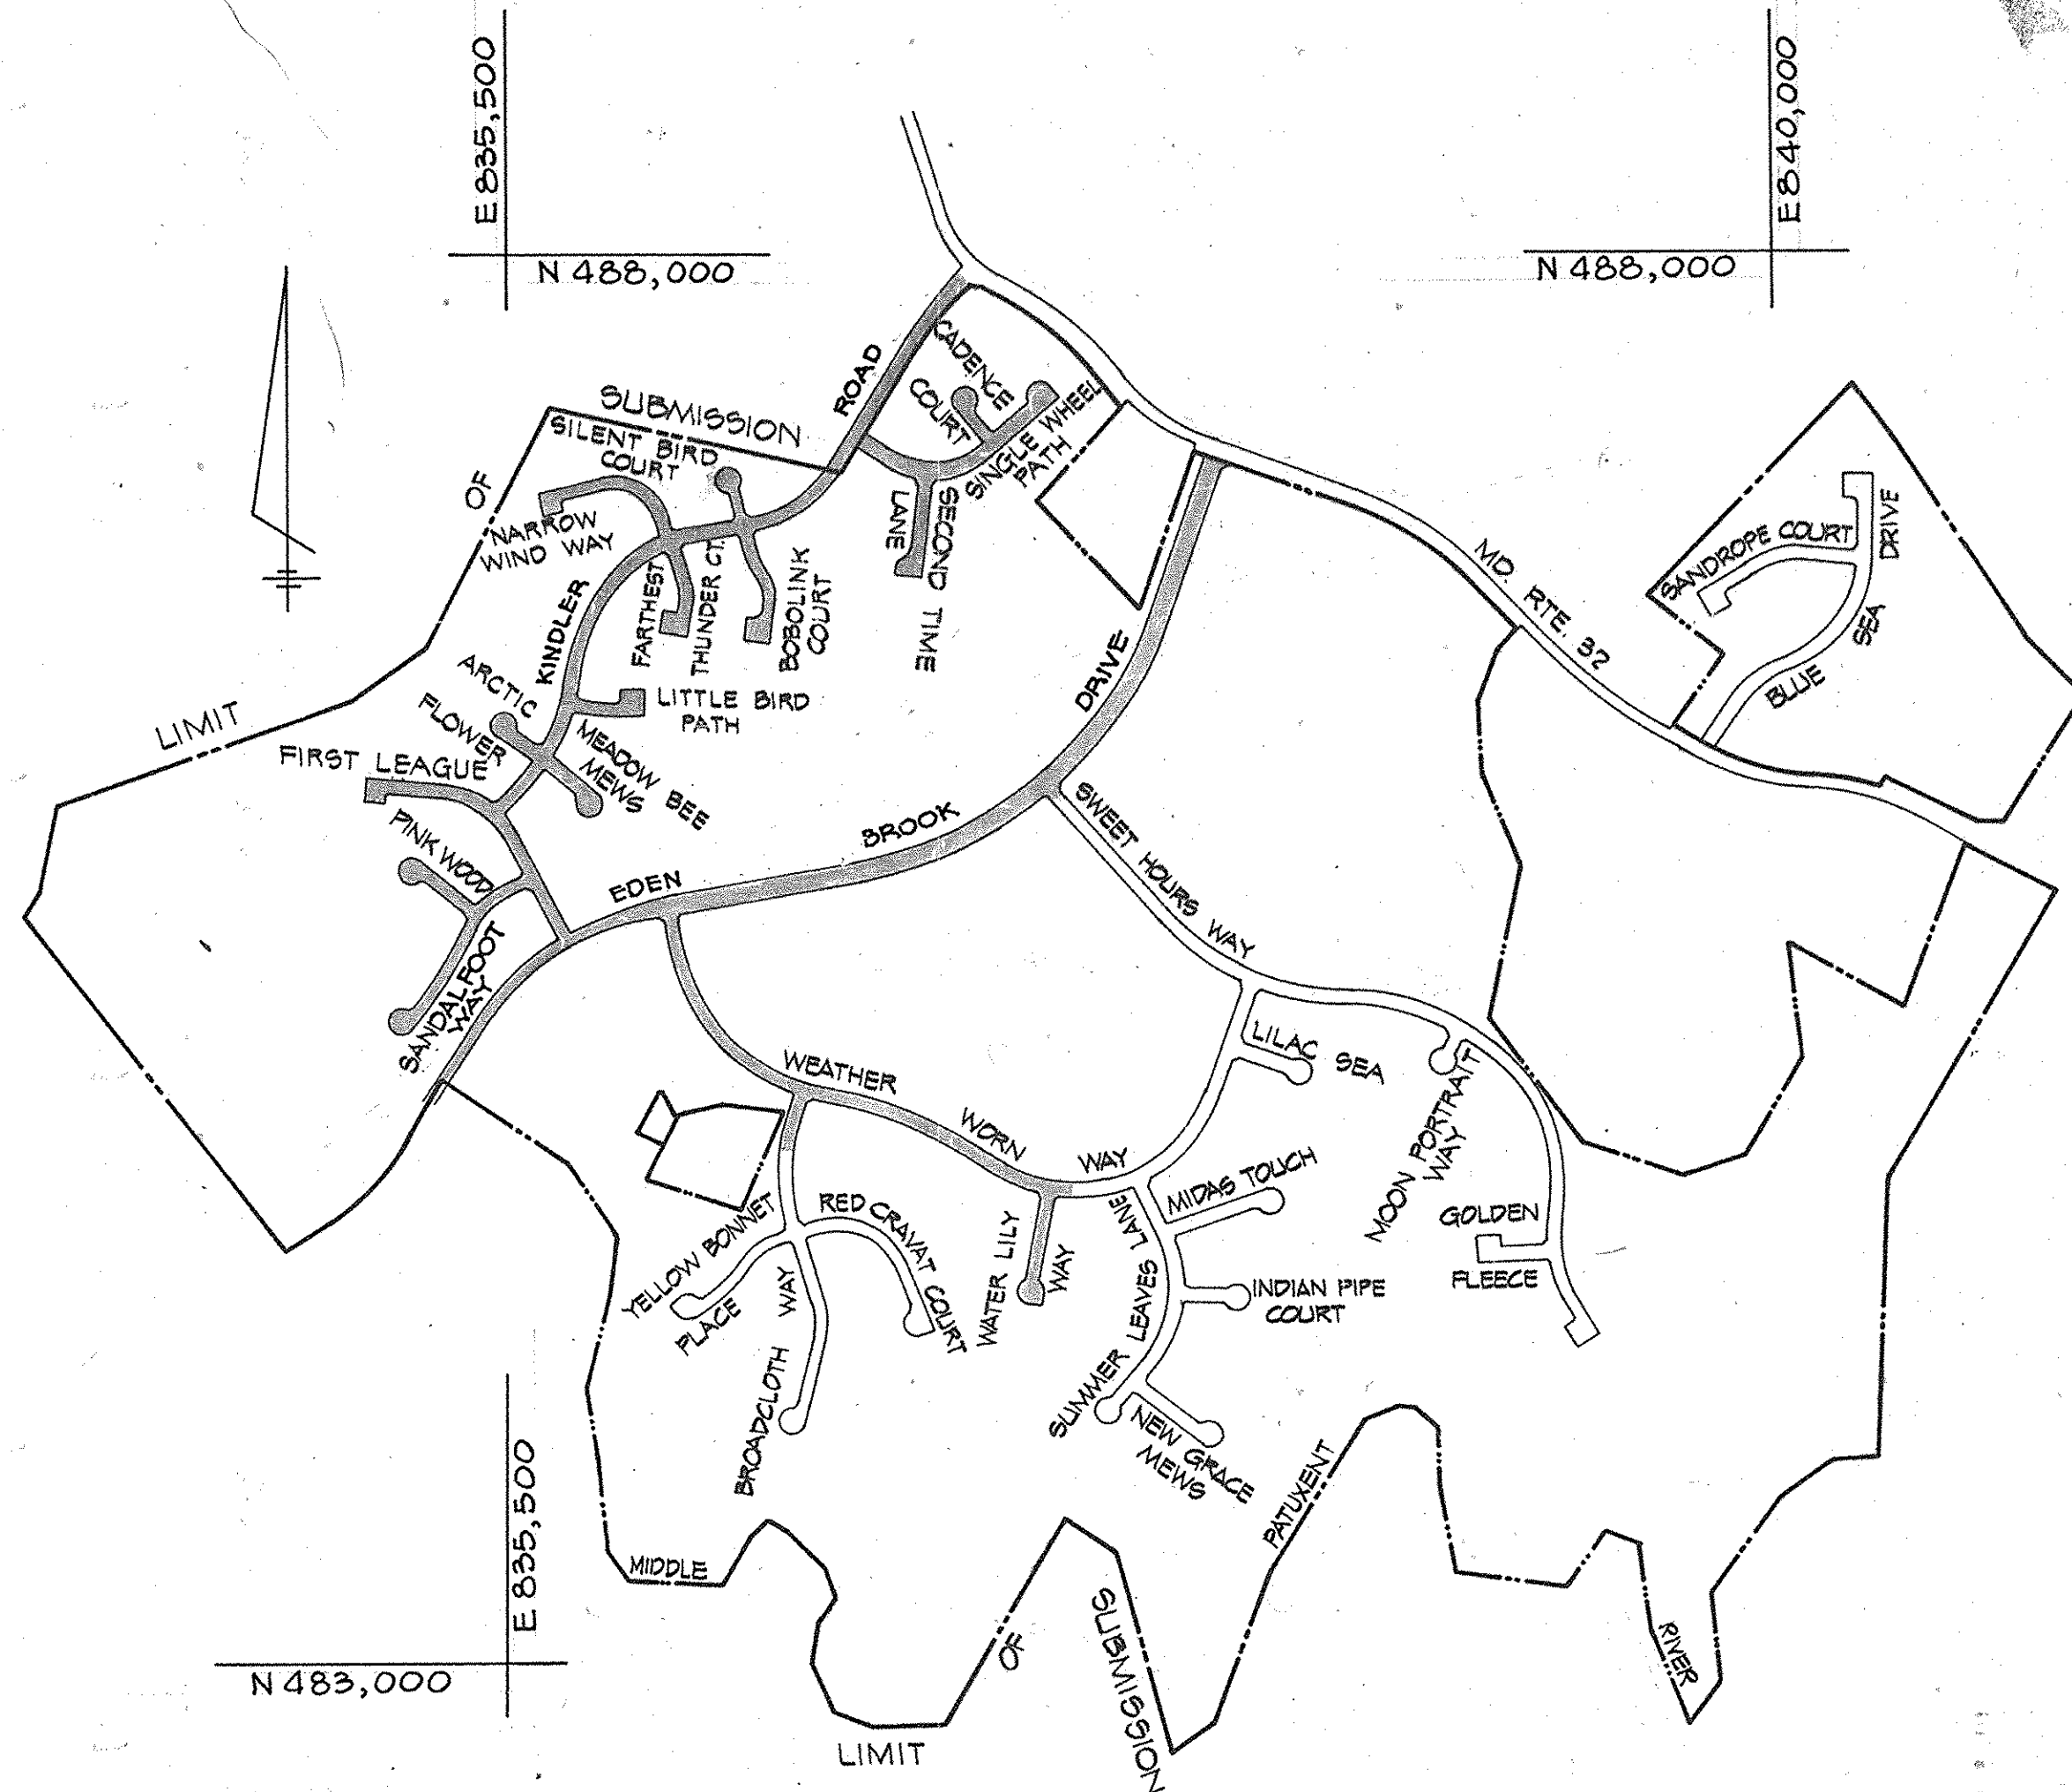 E 835,500
N 488,000
E 840,000
N 488,000
LIMIT
OF
SUBMISSION
KINDLER
ROAD
CADENCE
COURT
SINGLE WHEEL
PATH
SECOND TIME
LANE
SILENT BIRD
COURT
NARROW
WIND WAY
FARTHEST
THUNDER CT.
BOBOLINK
COURT
LITTLE BIRD
PATH
ARCTIC
FLOWER
MEADOW BEE
MEWS
FIRST LEAGUE
PINK WOOD
SANDALFOOT
WAY
EDEN
BROOK
DRIVE
MD. RTE. 32
SANDROPE COURT
BLUE
SEA
DRIVE
SWEET HOURS WAY
WEATHER
WORN
WAY
LILAC SEA
MOON PORTRAIT
WAY
GOLDEN
FLEECE
MIDAS TOUCH
SUMMER LEAVES LANE
INDIAN PIPE
COURT
NEW GRACE
MEWS
WATER LILY
WAY
RED CRAVAT COURT
YELLOW BONNET
PLACE
BROADCLOTH WAY
E 835,500
N 483,000
MIDDLE
PATUXENT
RIVER
LIMIT
OF
SUBMISSION